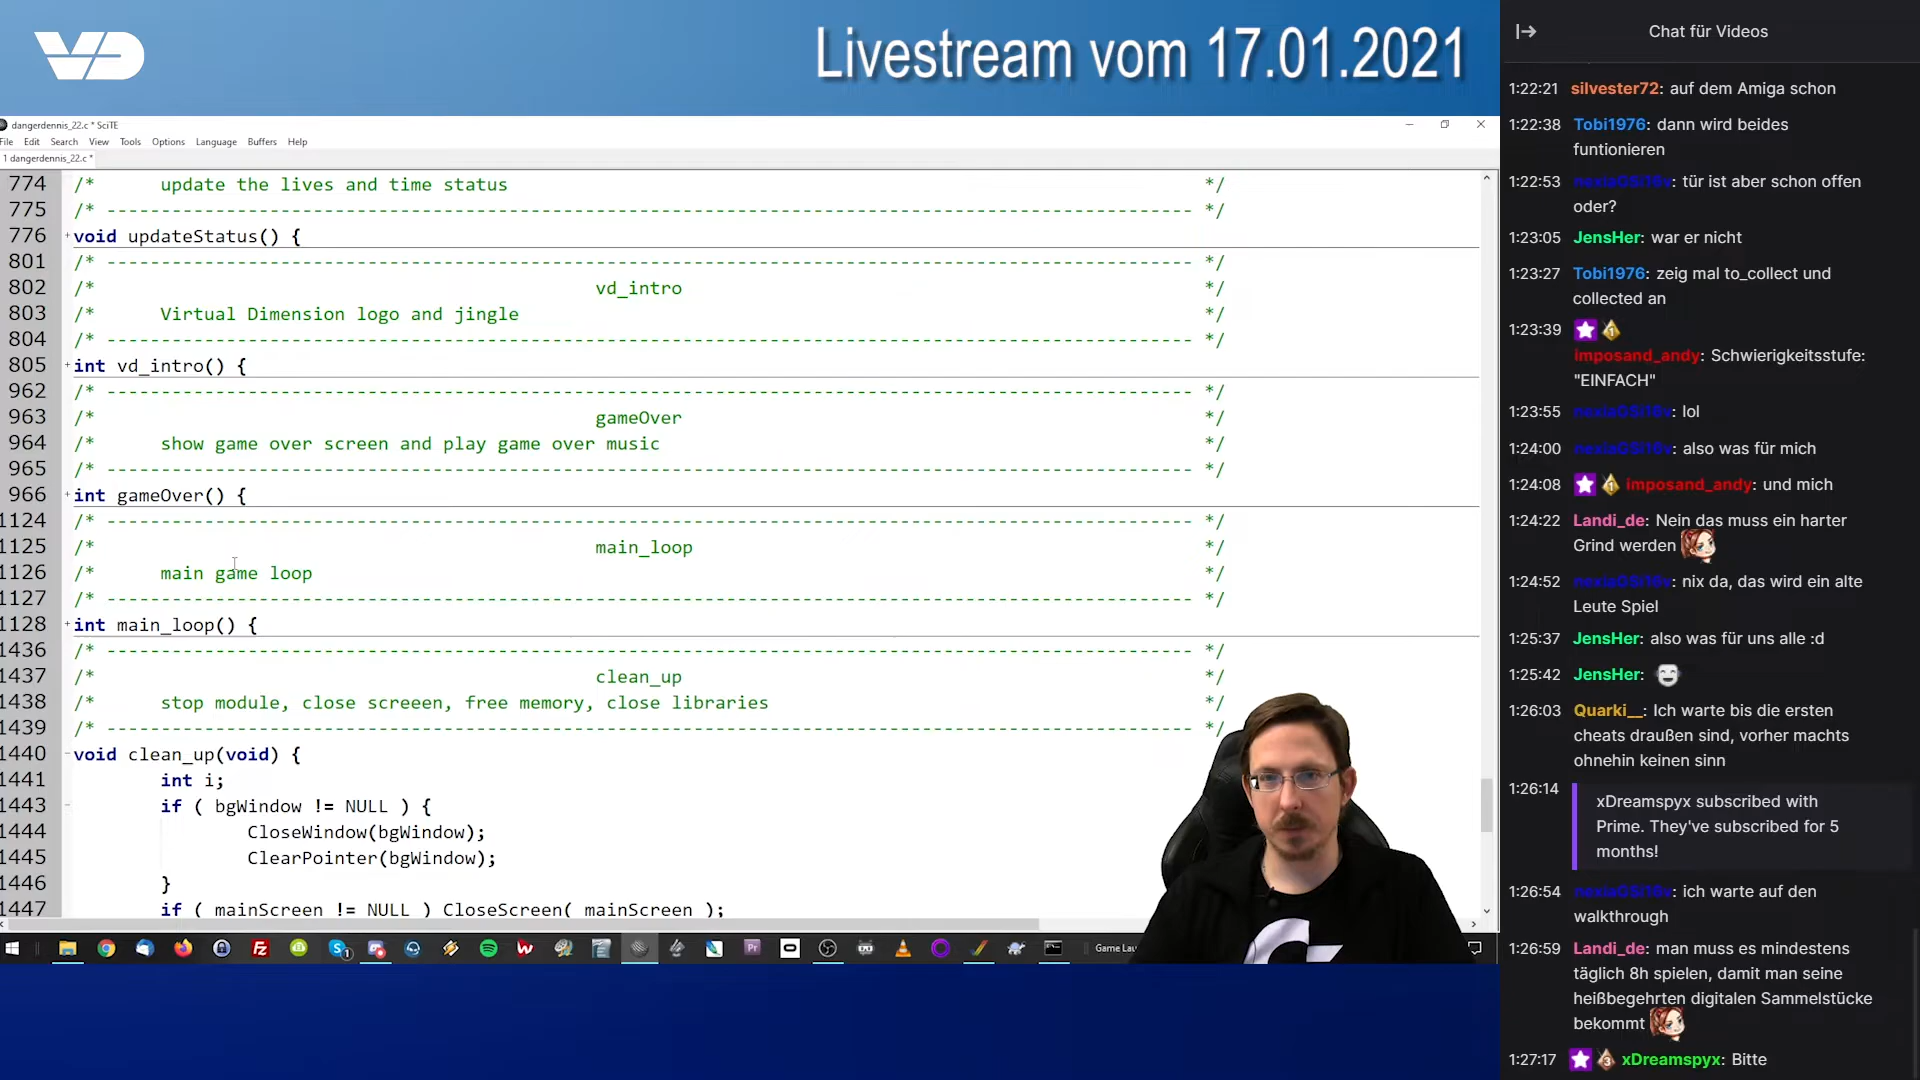 VD
Livestream vom 17.01.2021
dangerdennis_22.c * SciTE
File Edit Search View Tools Options Language Buffers Help
1 dangerdennis_22.c *
774 /* update the lives and time status */
775 /* ---------------------------------------------------------------------------------------------------- */
776 void updateStatus() {
801 /* ---------------------------------------------------------------------------------------------------- */
802 /* vd_intro */
803 /* Virtual Dimension logo and jingle */
804 /* ---------------------------------------------------------------------------------------------------- */
805 int vd_intro() {
962 /* ---------------------------------------------------------------------------------------------------- */
963 /* gameOver */
964 /* show game over screen and play game over music */
965 /* ---------------------------------------------------------------------------------------------------- */
966 int gameOver() {
1124 /* ---------------------------------------------------------------------------------------------------- */
1125 /* main_loop */
1126 /* main game loop */
1127 /* ---------------------------------------------------------------------------------------------------- */
1128 int main_loop() {
1436 /* ---------------------------------------------------------------------------------------------------- */
1437 /* clean_up */
1438 /* stop module, close screeen, free memory, close libraries */
1439 /* ---------------------------------------------------------------------------------------------------- */
1440 void clean_up(void) {
1441 int i;
1443 if ( bgWindow != NULL ) {
1444 CloseWindow(bgWindow);
1445 ClearPointer(bgWindow);
1446 }
1447 if ( mainScreen != NULL ) CloseScreen( mainScreen );
Game Lau
Chat für Videos
1:22:21 silvester72: auf dem Amiga schon
1:22:38 Tobi1976: dann wird beides
funtionieren
1:22:53 : tür ist aber schon offen
oder?
1:23:05 JensHer: war er nicht
1:23:27 Tobi1976: zeig mal to_collect und
collected an
1:23:39
imposand_andy: Schwierigkeitsstufe:
"EINFACH"
1:23:55 : lol
1:24:00 : also was für mich
1:24:08 imposand_andy: und mich
1:24:22 Landi_de: Nein das muss ein harter
Grind werden
1:24:52 : nix da, das wird ein alte
Leute Spiel
1:25:37 JensHer: also was für uns alle :d
1:25:42 JensHer:
1:26:03 Quarki__: Ich warte bis die ersten
cheats draußen sind, vorher machts
ohnehin keinen sinn
1:26:14 xDreamspyx subscribed with
Prime. They've subscribed for 5
months!
1:26:54 : ich warte auf den
walkthrough
1:26:59 Landi_de: man muss es mindestens
täglich 8h spielen, damit man seine
heißbegehrten digitalen Sammelstücke
bekommt
1:27:17 xDreamspyx: Bitte